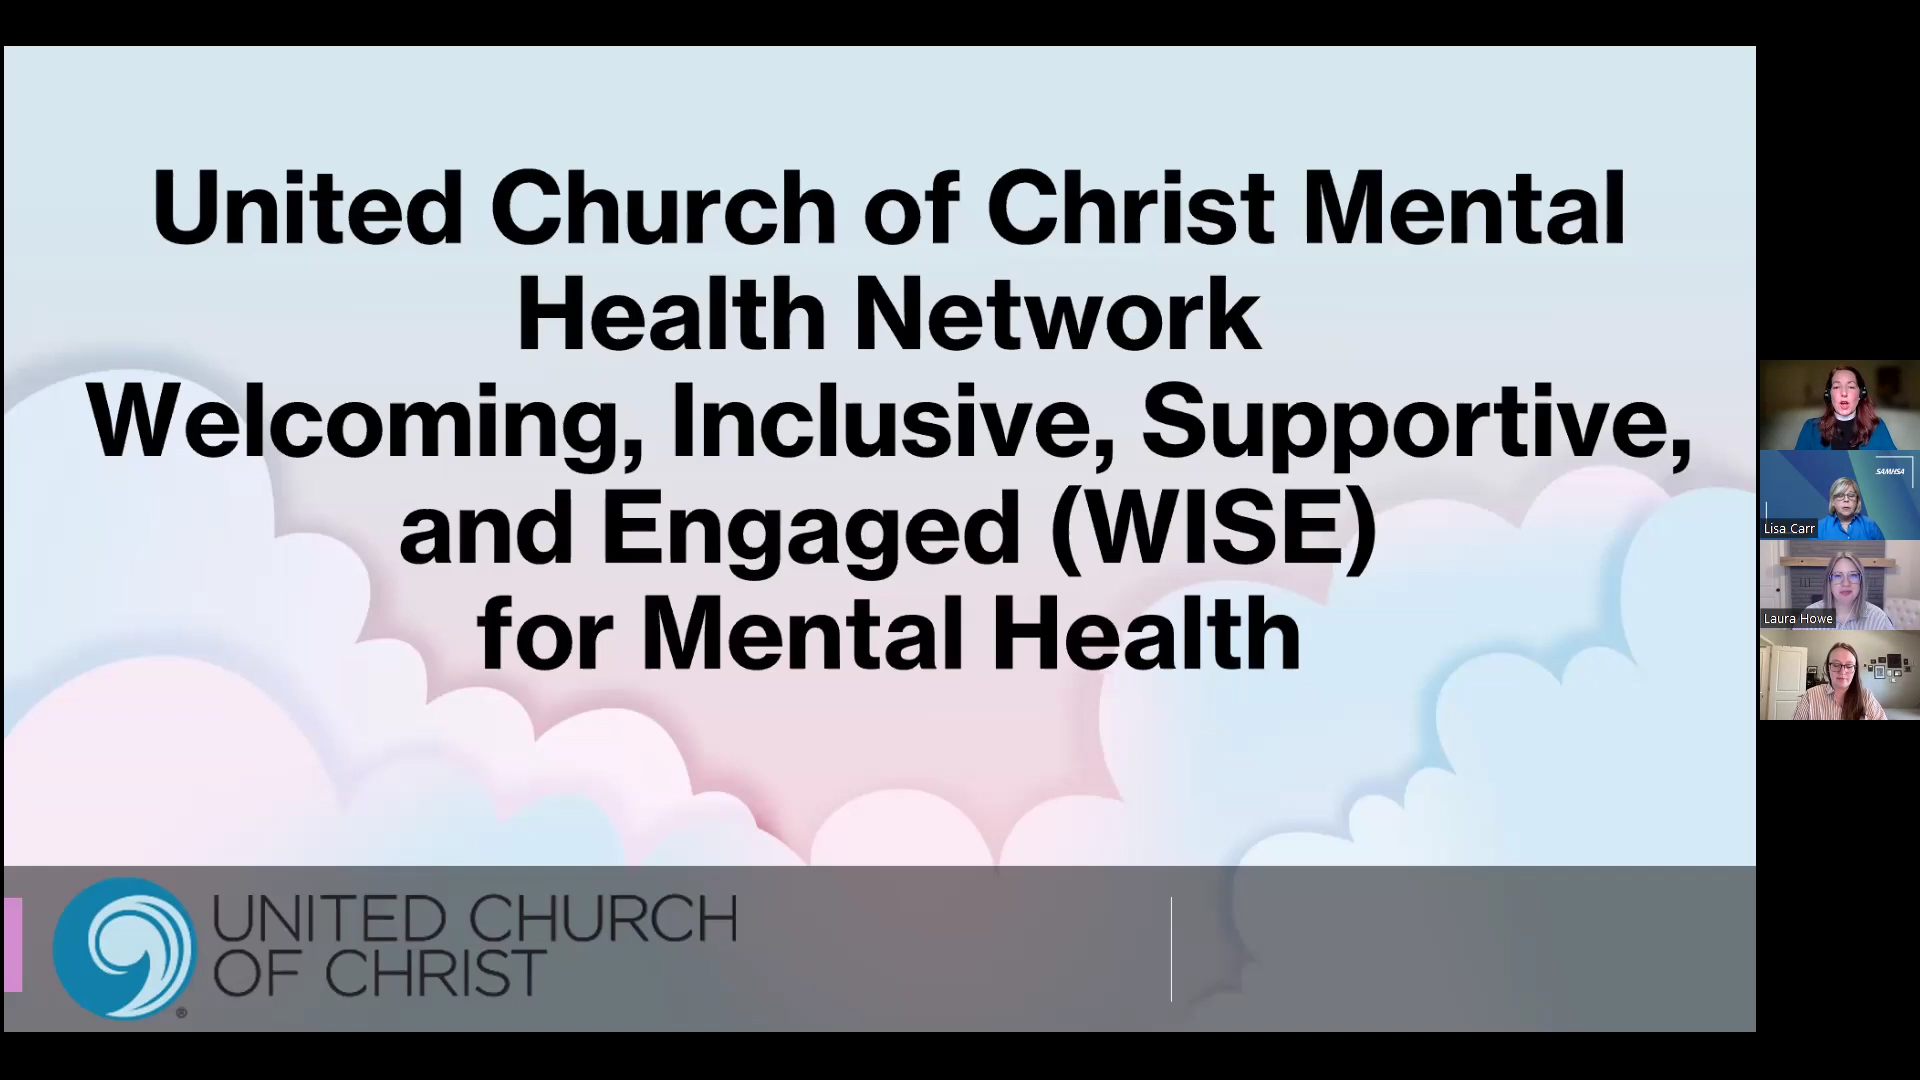 United Church of Christ Mental
Health Network
Welcoming, Inclusive, Supportive,
and Engaged (WISE)
for Mental Health
UNITED CHURCH
OF CHRIST
®
SAMHSA
Lisa Carr
Laura Howe